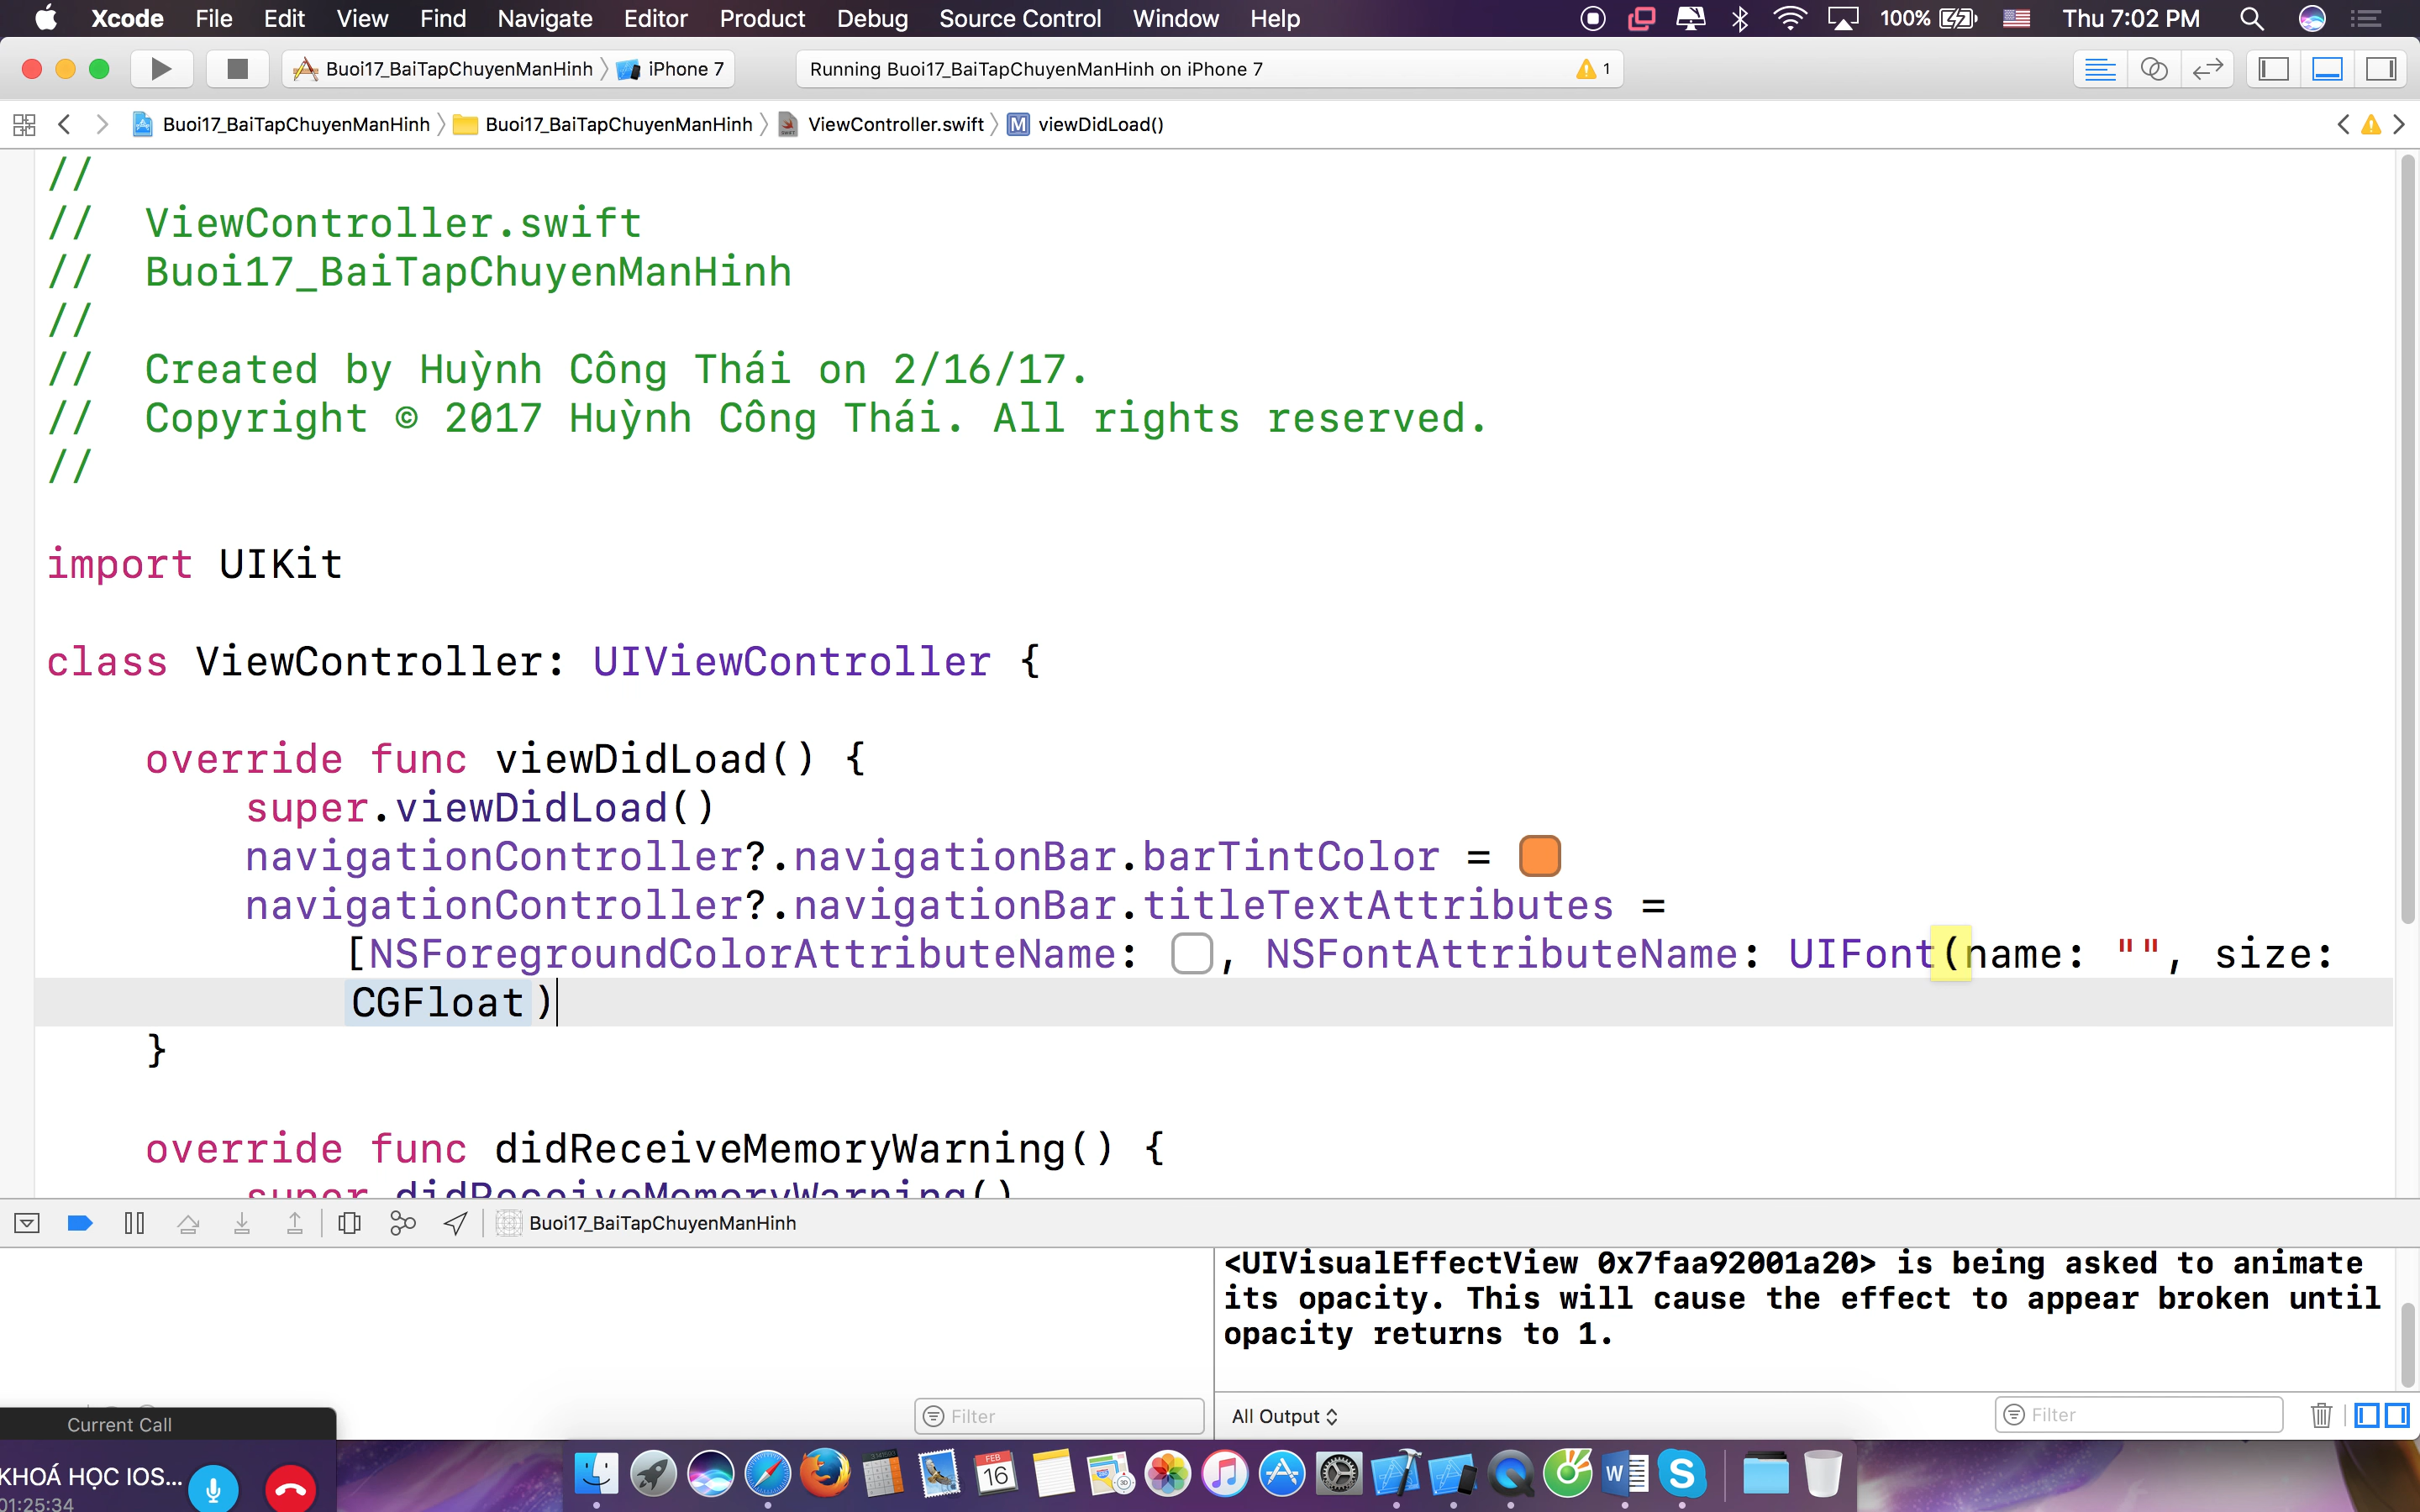 Xcode File Edit View Find Navigate Editor Product Debug Source Control Window Help 100% Thu 7:02 PM
Buoi17_BaiTapChuyenManHinh iPhone 7 Running Buoi17_BaiTapChuyenManHinh on iPhone 7 1
Buoi17_BaiTapChuyenManHinh Buoi17_BaiTapChuyenManHinh ViewController.swift M viewDidLoad()
//
// ViewController.swift
// Buoi17_BaiTapChuyenManHinh
//
// Created by Huỳnh Công Thái on 2/16/17.
// Copyright © 2017 Huỳnh Công Thái. All rights reserved.
//
import UIKit
class ViewController: UIViewController {
override func viewDidLoad() {
super.viewDidLoad()
navigationController?.navigationBar.barTintColor =
navigationController?.navigationBar.titleTextAttributes =
[NSForegroundColorAttributeName: , NSFontAttributeName: UIFont(name: "", size:
CGFloat)
}
override func didReceiveMemoryWarning() {
super.didReceiveMemoryWarning()
Buoi17_BaiTapChuyenManHinh
<UIVisualEffectView 0x7faa92001a20> is being asked to animate
its opacity. This will cause the effect to appear broken until
opacity returns to 1.
Filter All Output Filter
Current Call
KHOÁ HỌC IOS...
01:25:34
FEB
16